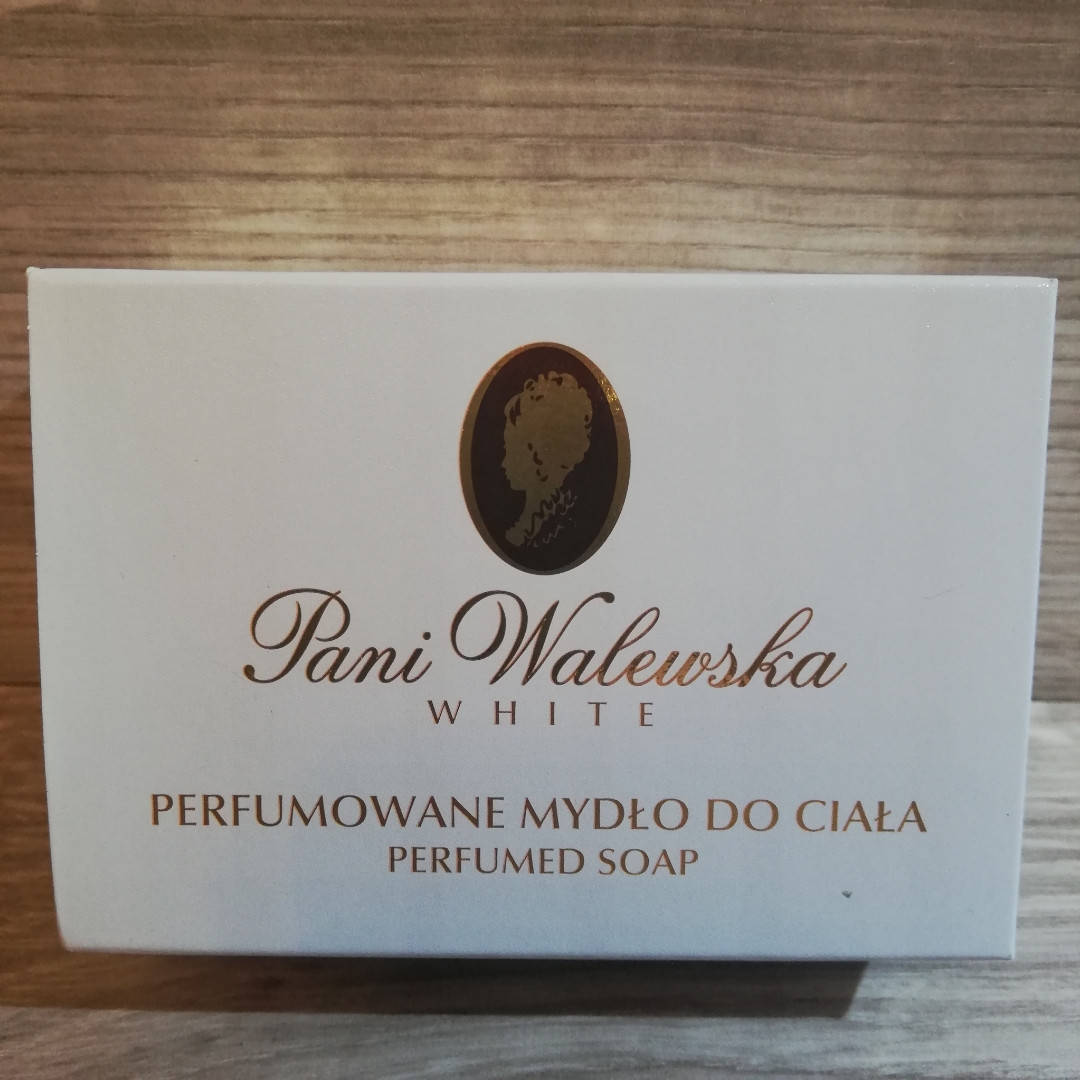 Pani Walewska
WHITE
PERFUMOWANE MYDŁO DO CIAŁA
PERFUMED SOAP